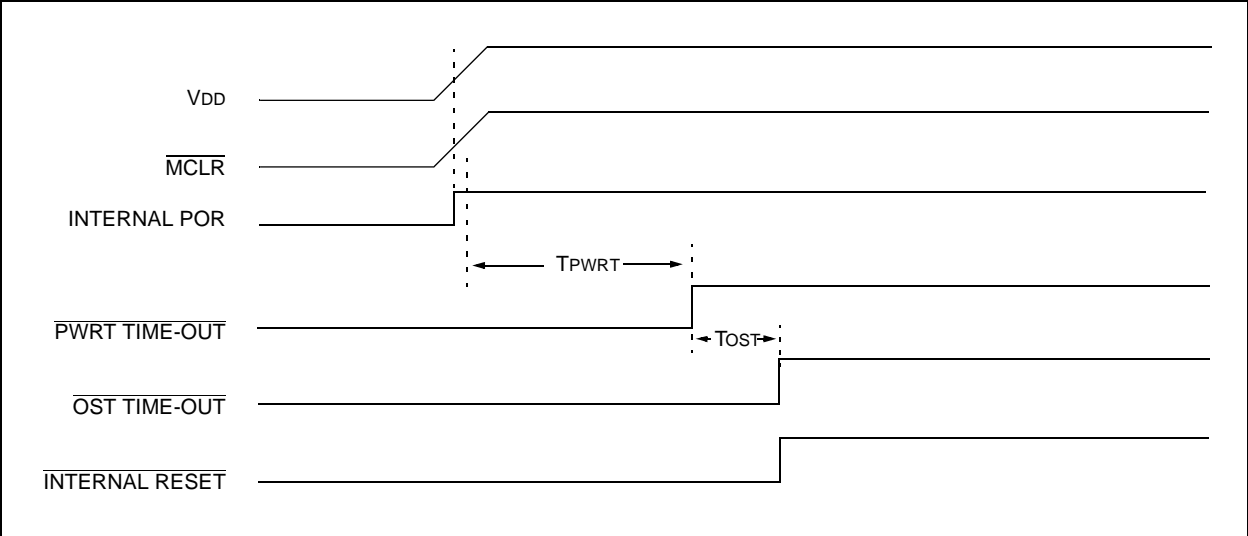 VDD
MCLR
INTERNAL POR
TPWRT
PWRT TIME-OUT
TOST
OST TIME-OUT
INTERNAL RESET